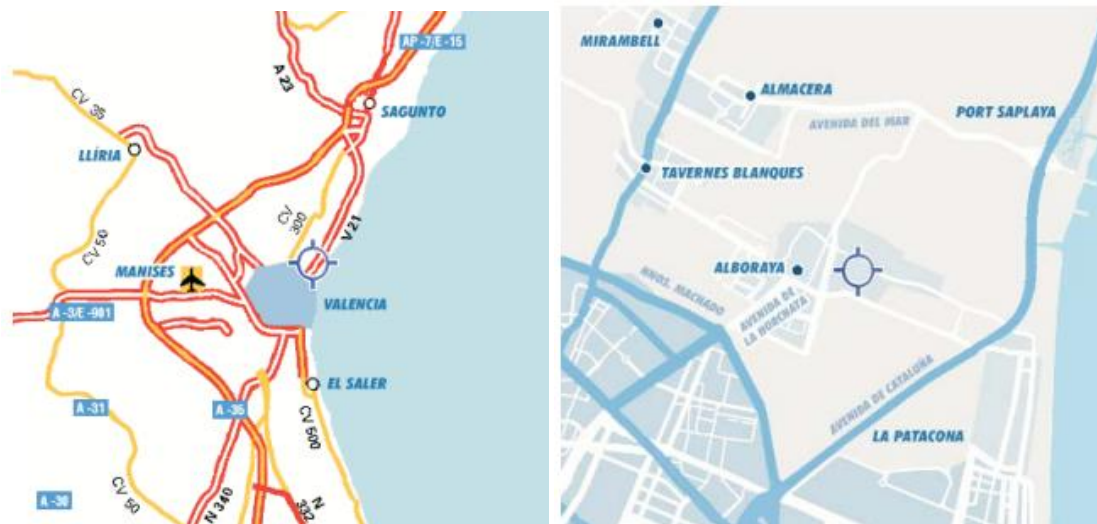 AP -7/E -15
A 23
SAGUNTO
CV 35
LLÍRIA
CV 300
V 21
CV 50
MANISES
VALENCIA
A -3/E -901
EL SALER
A -31
A -35
CV 500
A -30
CV 50
N 340
N 332
MIRAMBELL
ALMACERA
PORT SAPLAYA
AVENIDA DEL MAR
TAVERNES BLANQUES
ALBORAYA
HNOS. MACHADO
AVENIDA DE
LA HORCHATA
AVENIDA DE CATALUÑA
LA PATACONA